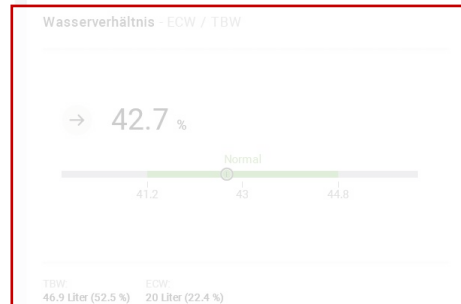 Wasserverhältnis - ECW / TBW
→ 42.7 %
Normal
41.2 43 44.8
TBW: ECW:
46.9 Liter (52.5 %) 20 Liter (22.4 %)